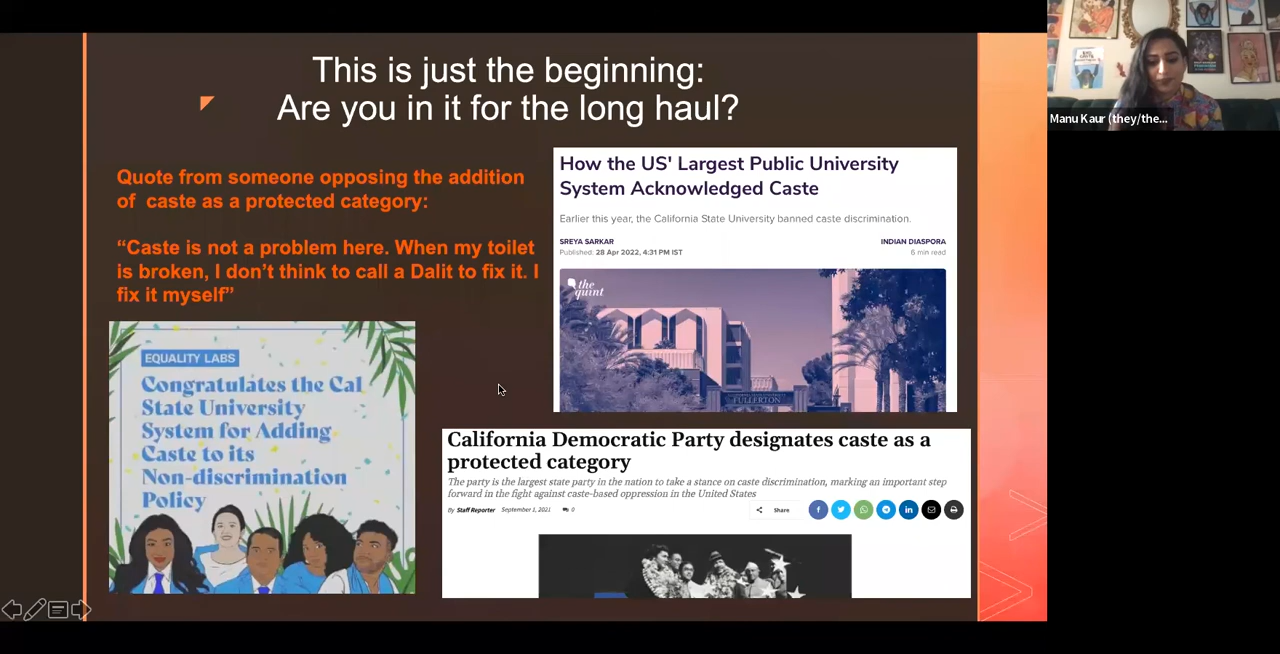 This is just the beginning:
Are you in it for the long haul?
Quote from someone opposing the addition
of caste as a protected category:
“Caste is not a problem here. When my toilet
is broken, I don’t think to call a Dalit to fix it. I
fix it myself”
EQUALITY LABS
Congratulates the Cal
State University
System for Adding
Caste to its
Non-discrimination
Policy
How the US' Largest Public University
System Acknowledged Caste
Earlier this year, the California State University banned caste discrimination.
SREYA SARKAR
INDIAN DIASPORA
Published: 28 Apr 2022, 4:31 PM IST
6 min read
the
quint
FULLERTON
California Democratic Party designates caste as a
protected category
The party is the largest state party in the nation to take a stance on caste discrimination, marking an important step
forward in the fight against caste-based oppression in the United States
By Staff Reporter September 1, 2021 0
Share
Manu Kaur (they/the...